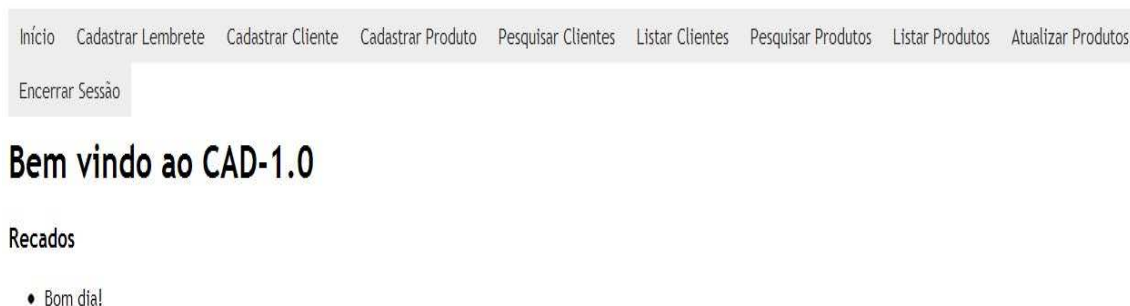 Início Cadastrar Lembrete Cadastrar Cliente Cadastrar Produto Pesquisar Clientes Listar Clientes Pesquisar Produtos Listar Produtos Atualizar Produtos
Encerrar Sessão
Bem vindo ao CAD-1.0
Recados
• Bom dia!